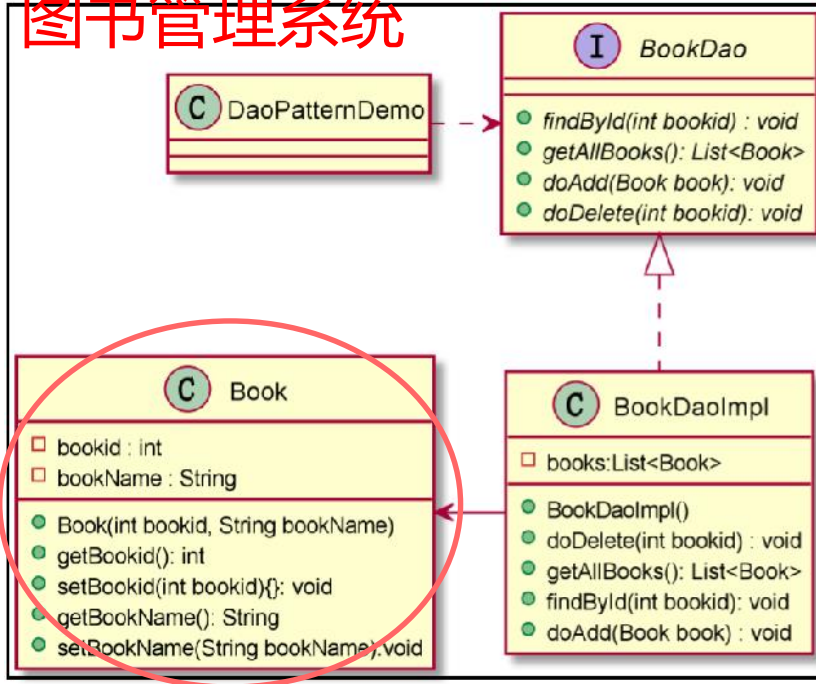 图书管理系统
I BookDao
findById(int bookid) : void
getAllBooks(): List<Book>
doAdd(Book book): void
doDelete(int bookid): void
C DaoPatternDemo
C Book
bookid : int
bookName : String
Book(int bookid, String bookName)
getBookid(): int
setBookid(int bookid){}: void
getBookName(): String
setBookName(String bookName):void
C BookDaoImpl
books:List<Book>
BookDaoImpl()
doDelete(int bookid) : void
getAllBooks(): List<Book>
findById(int bookid): void
doAdd(Book book) : void